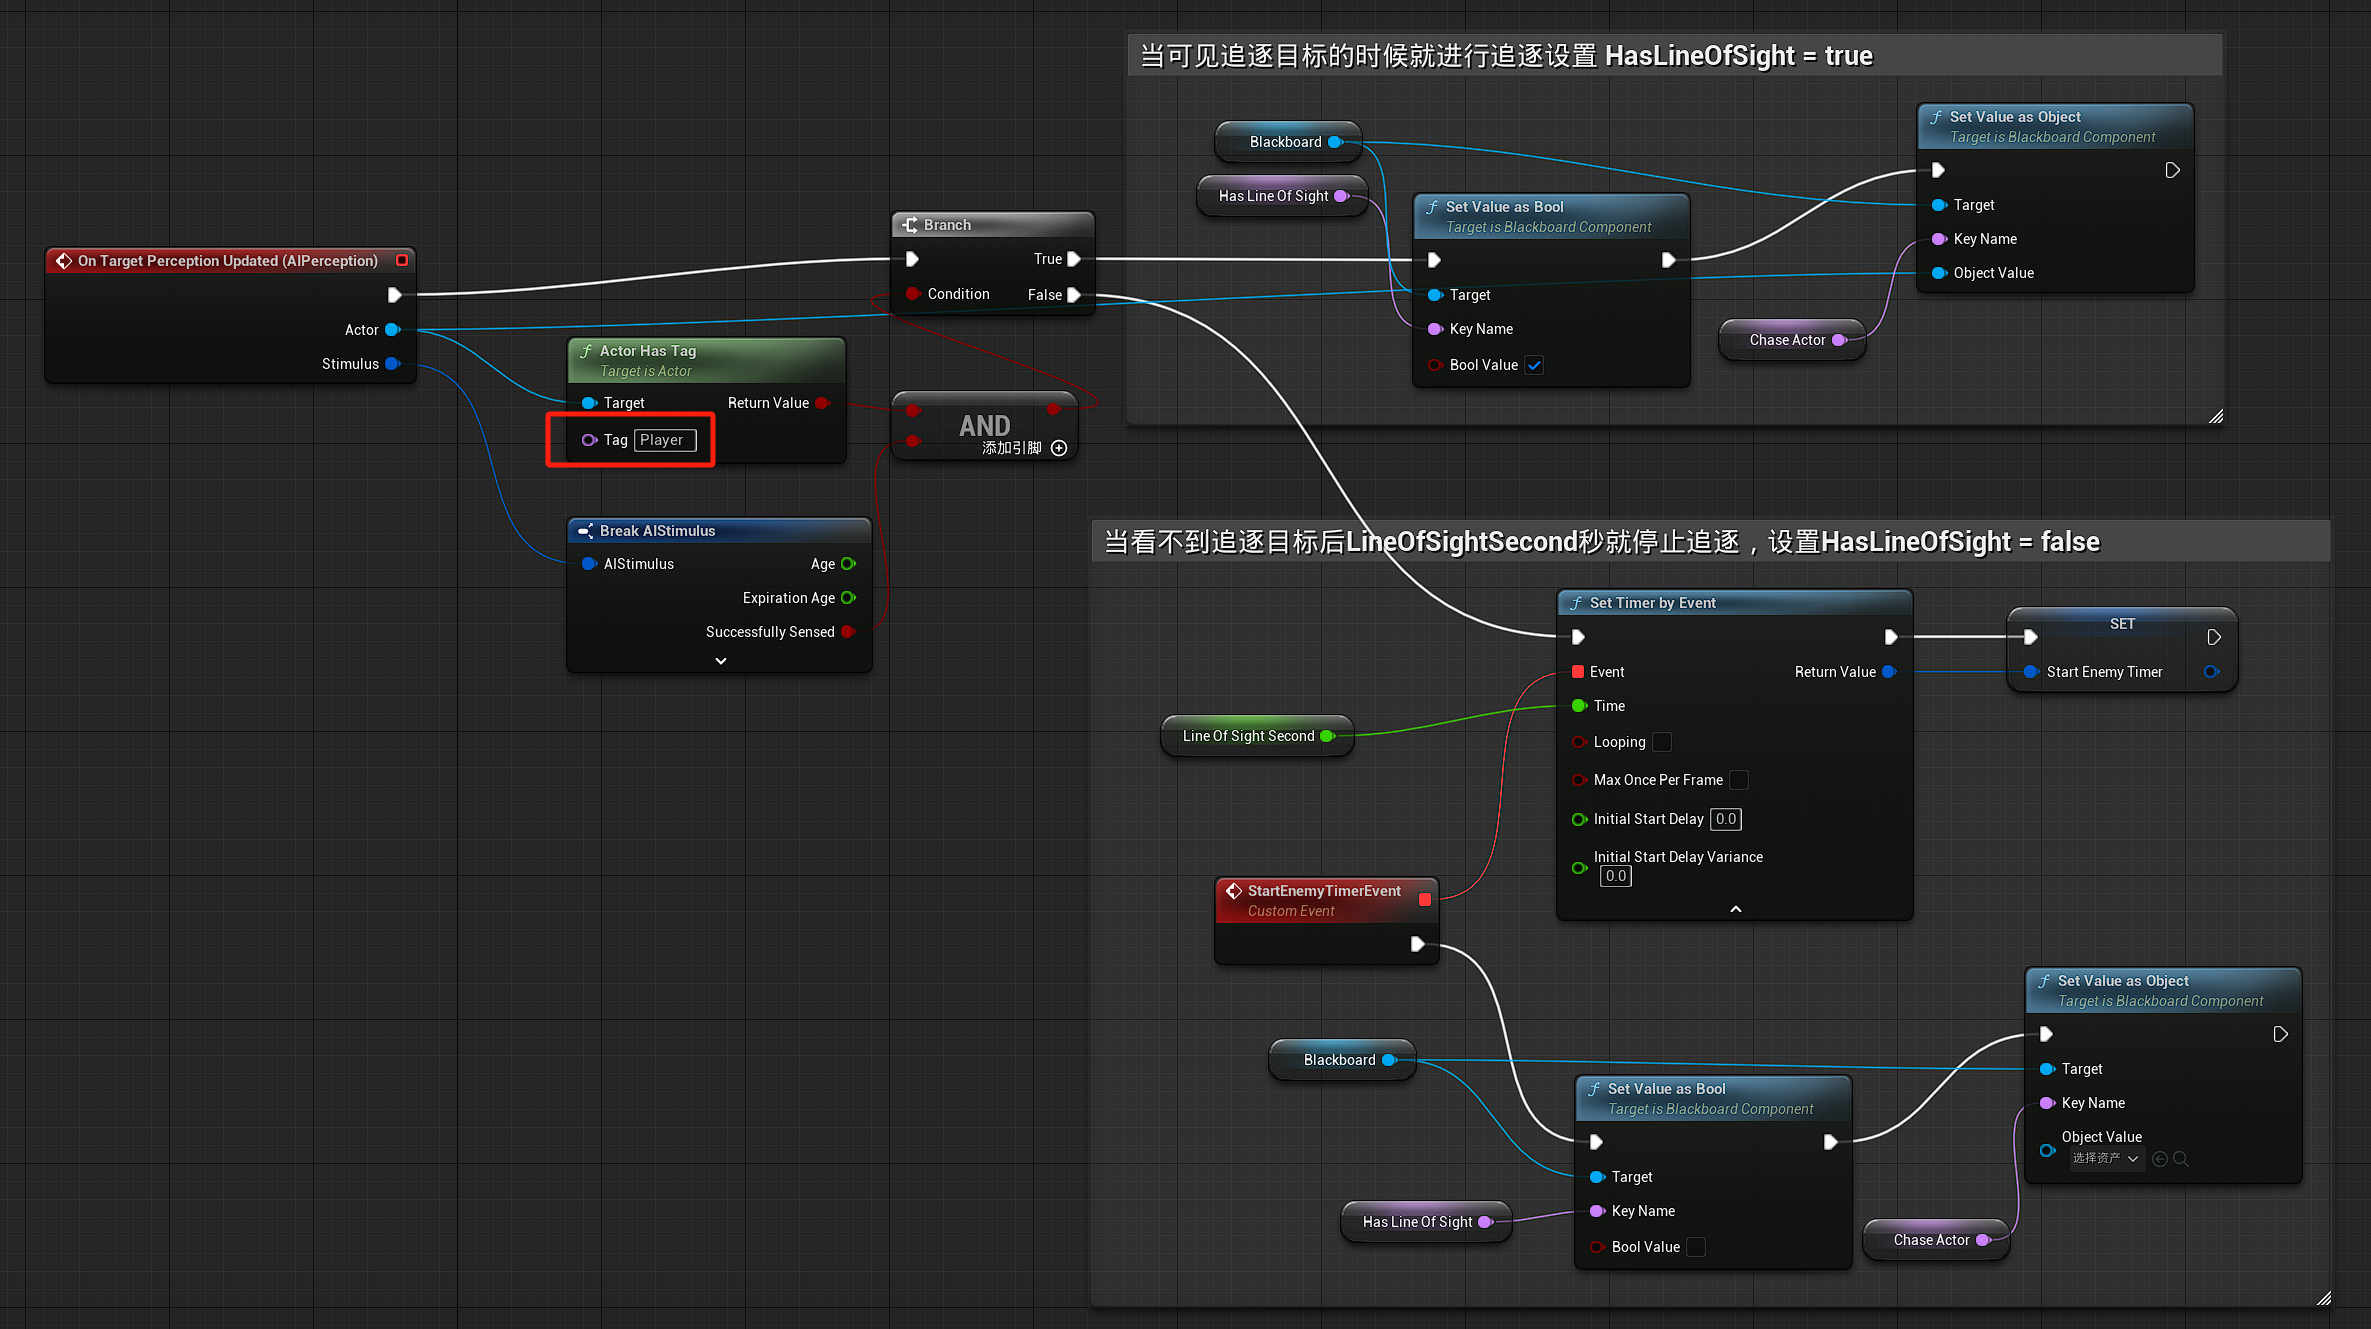 当可见追逐目标的时候就进行追逐设置 HasLineOfSight = true
Blackboard
Has Line Of Sight
Set Value as Bool
Target is Blackboard Component
Target
Key Name
Bool Value
Set Value as Object
Target is Blackboard Component
Target
Key Name
Object Value
Chase Actor
On Target Perception Updated (AIPerception)
Actor
Stimulus
Branch
True
Condition
False
Actor Has Tag
Target is Actor
Target
Return Value
Tag
Player
AND
添加引脚
Break AIStimulus
AIStimulus
Age
Expiration Age
Successfully Sensed
当看不到追逐目标后LineOfSightSecond秒就停止追逐，设置HasLineOfSight = false
Set Timer by Event
Event
Return Value
Time
Looping
Max Once Per Frame
Initial Start Delay 0.0
Initial Start Delay Variance
0.0
SET
Start Enemy Timer
Line Of Sight Second
StartEnemyTimerEvent
Custom Event
Blackboard
Has Line Of Sight
Set Value as Bool
Target is Blackboard Component
Target
Key Name
Bool Value
Set Value as Object
Target is Blackboard Component
Target
Key Name
Object Value
选择资产
Chase Actor